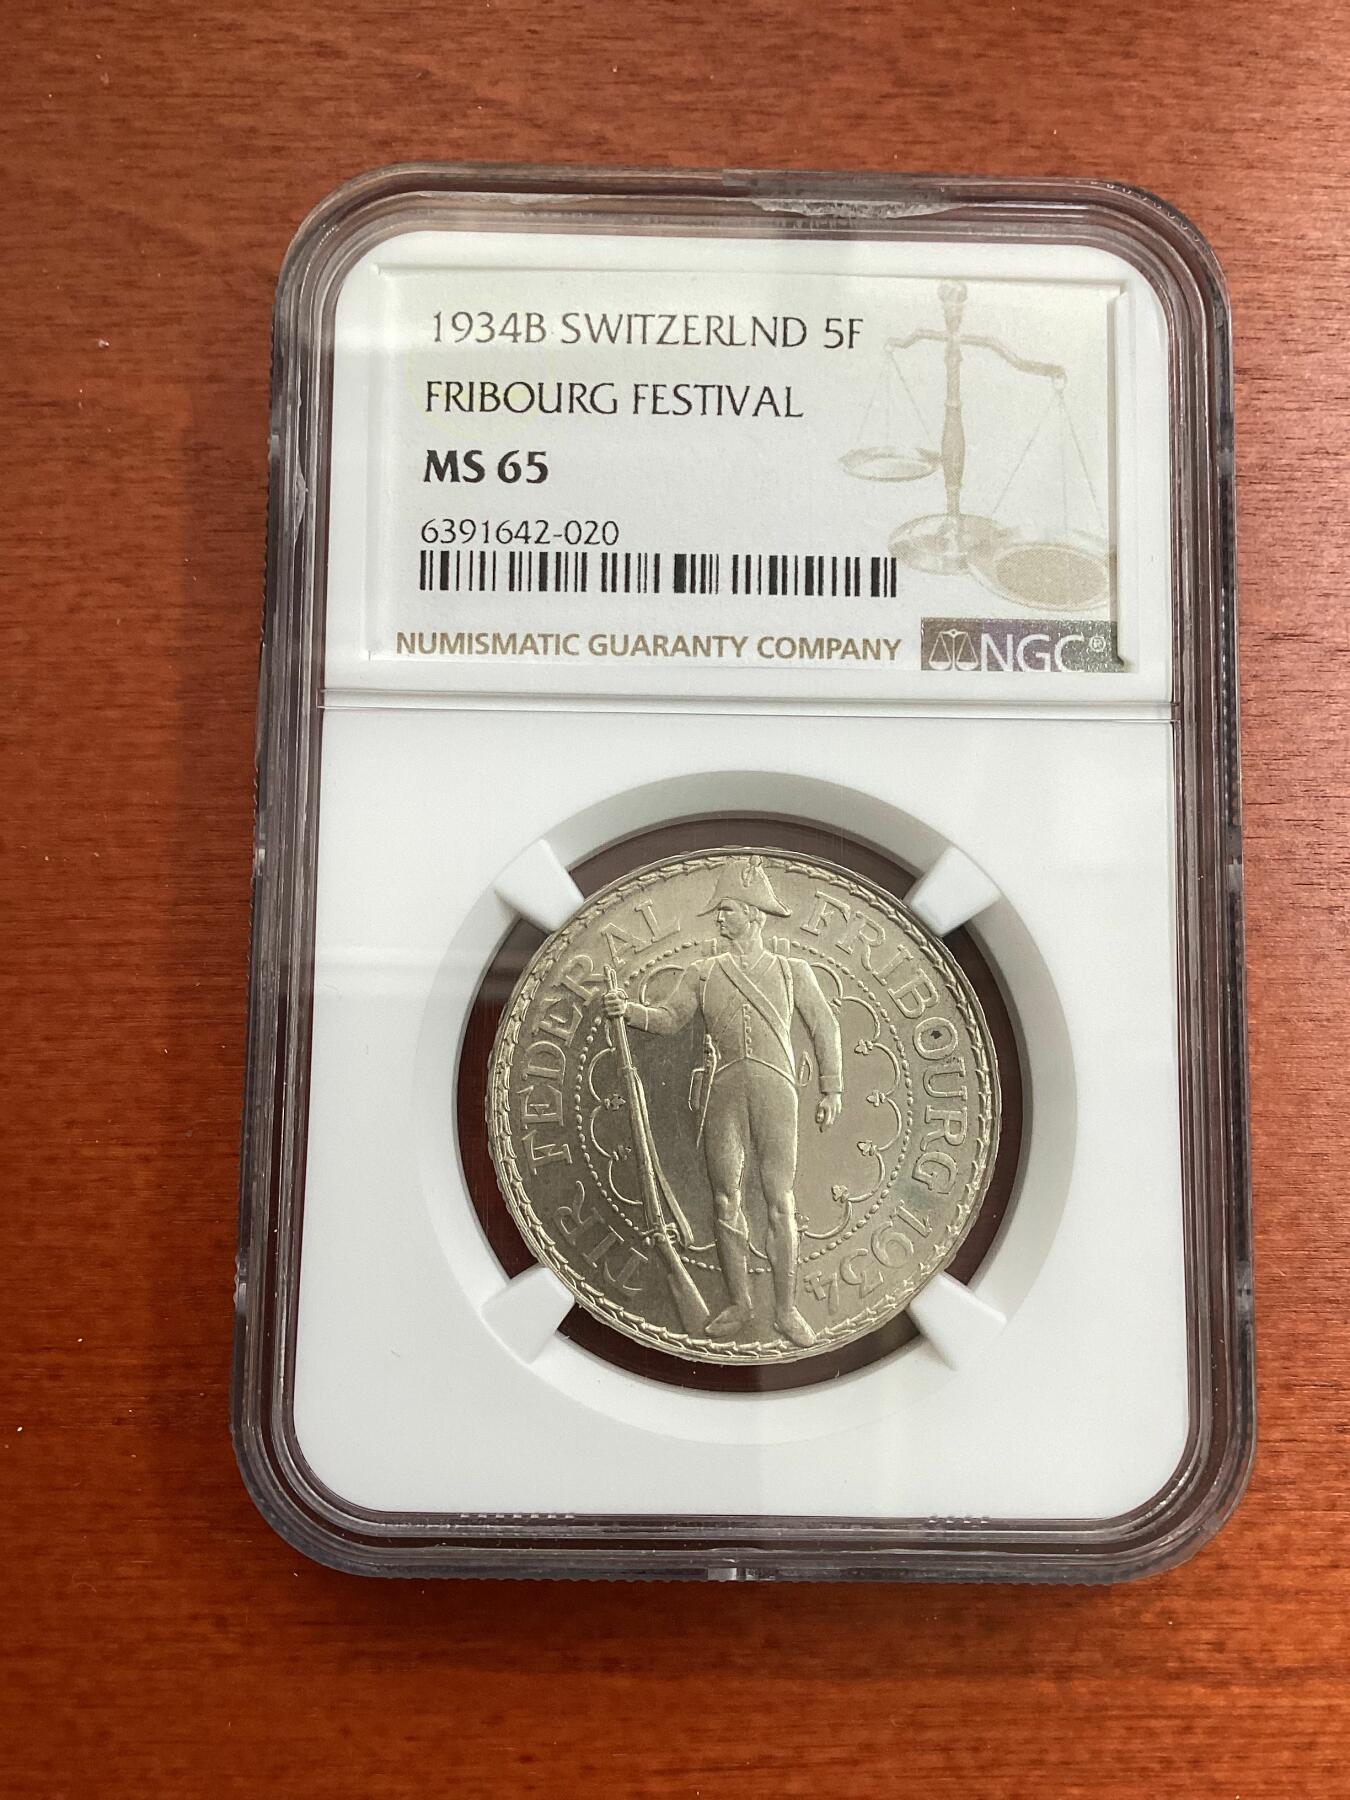 1934B SWITZERLND 5F
FRIBOURG FESTIVAL
MS 65
6391642-020
NUMISMATIC GUARANTY COMPANY
NGC®
TIR FEDERAL FRIBOURG 1934